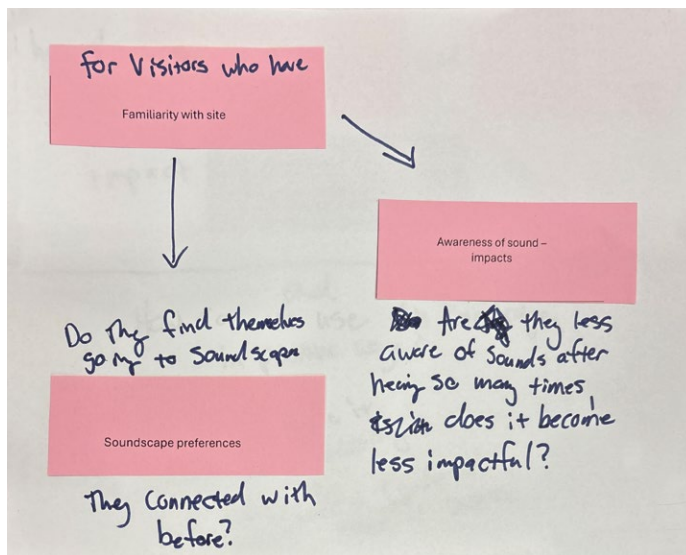 for Visitors who have
Familiarity with site
Do they find themselves
going to soundscapes
Soundscape preferences
They connected with
before?
Awareness of sound –
impacts
Are they less
aware of sounds after
hearing so many times
does it become
less impactful?